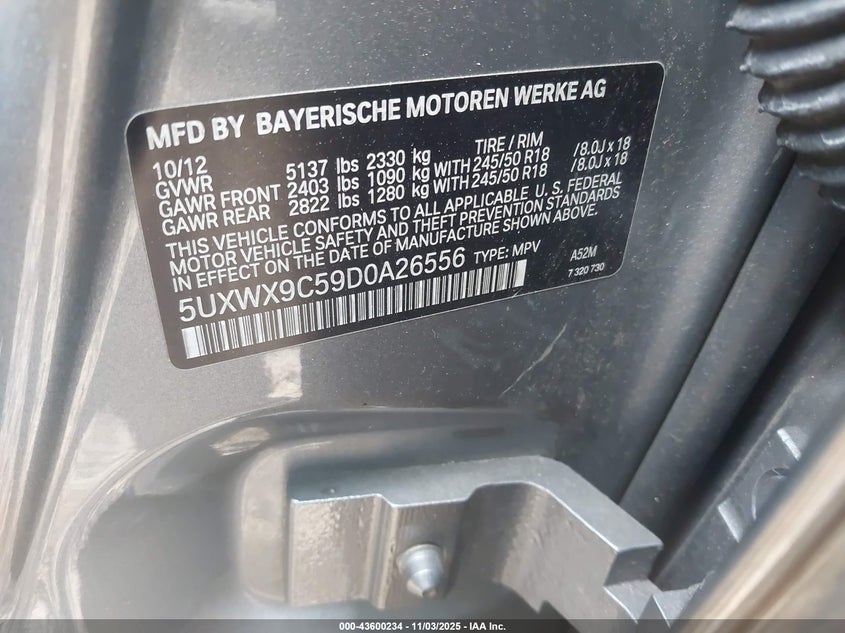 MFD BY BAYERISCHE MOTOREN WERKE AG
10/12 TIRE / RIM
GVWR 5137 lbs 2330 kg
GAWR FRONT 2403 lbs 1090 kg WITH 245/50 R18 /8.0J x 18
GAWR REAR 2822 lbs 1280 kg WITH 245/50 R18 /8.0J x 18
THIS VEHICLE CONFORMS TO ALL APPLICABLE U. S. FEDERAL
MOTOR VEHICLE SAFETY AND THEFT PREVENTION STANDARDS
IN EFFECT ON THE DATE OF MANUFACTURE SHOWN ABOVE.
5UXWX9C59D0A26556 TYPE: MPV A52M
7 320 730
000-43600234 - 11/03/2025 - IAA Inc.